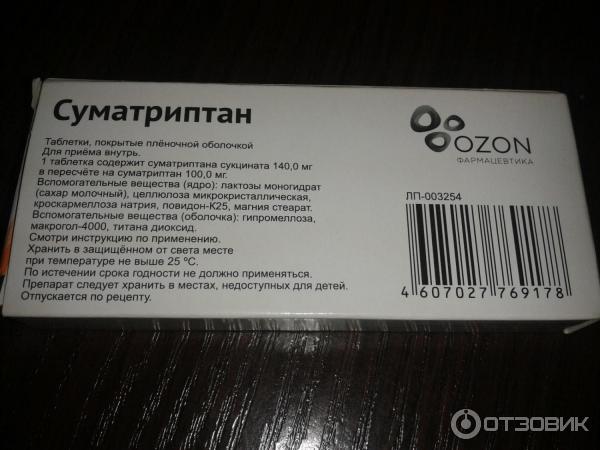 Суматриптан
Таблетки, покрытые плёночной оболочкой
Для приёма внутрь.
1 таблетка содержит суматриптана сукцината 140,0 мг
в пересчёте на суматриптан 100,0 мг.
Вспомогательные вещества (ядро): лактозы моногидрат
(сахар молочный), целлюлоза микрокристаллическая,
кроскармеллоза натрия, повидон-К25, магния стеарат.
Вспомогательные вещества (оболочка): гипромеллоза,
макрогол-4000, титана диоксид.
Смотри инструкцию по применению.
Хранить в защищённом от света месте
при температуре не выше 25 ºС.
По истечении срока годности не должно применяться.
Препарат следует хранить в местах, недоступных для детей.
Отпускается по рецепту.
OZON
ФАРМАЦЕВТИКА
ЛП-003254
4 607027 769178
ОТЗОВИК